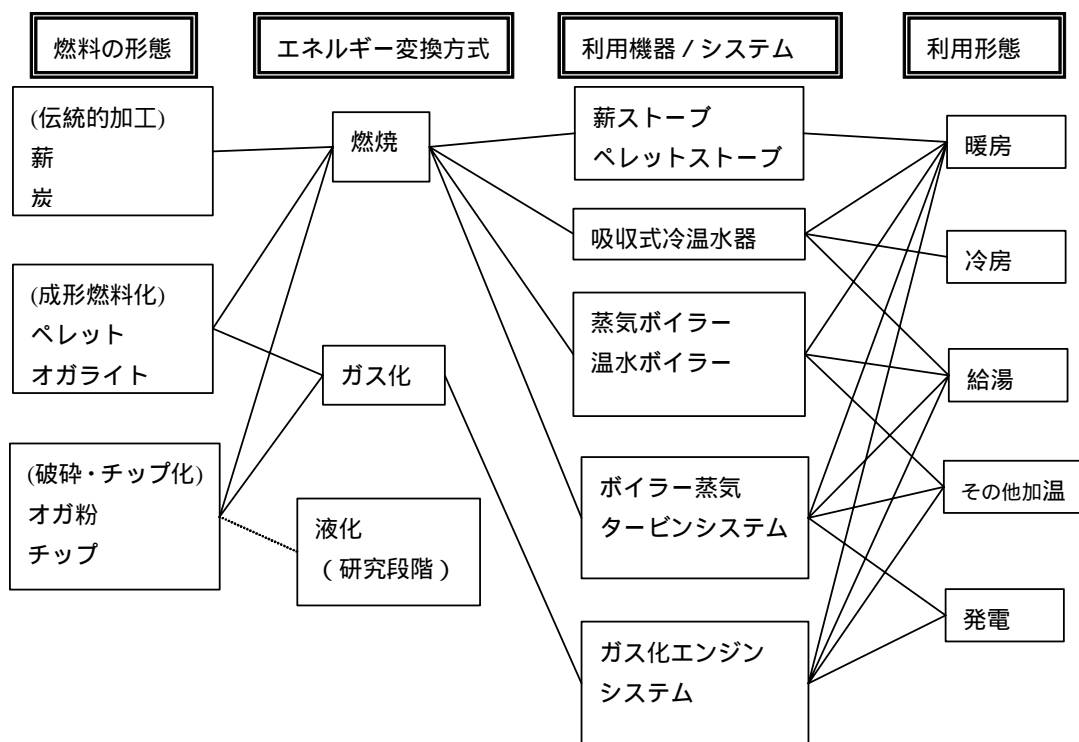 燃料の形態
エネルギー変換方式
利用機器 / システム
利用形態
(伝統的加工)
薪
炭
(成形燃料化)
ペレット
オガライト
(破砕・チップ化)
オガ粉
チップ
燃焼
ガス化
液化
(研究段階)
薪ストーブ
ペレットストーブ
吸収式冷温水器
蒸気ボイラー
温水ボイラー
ボイラー蒸気
タービンシステム
ガス化エンジン
システム
暖房
冷房
給湯
その他加温
発電